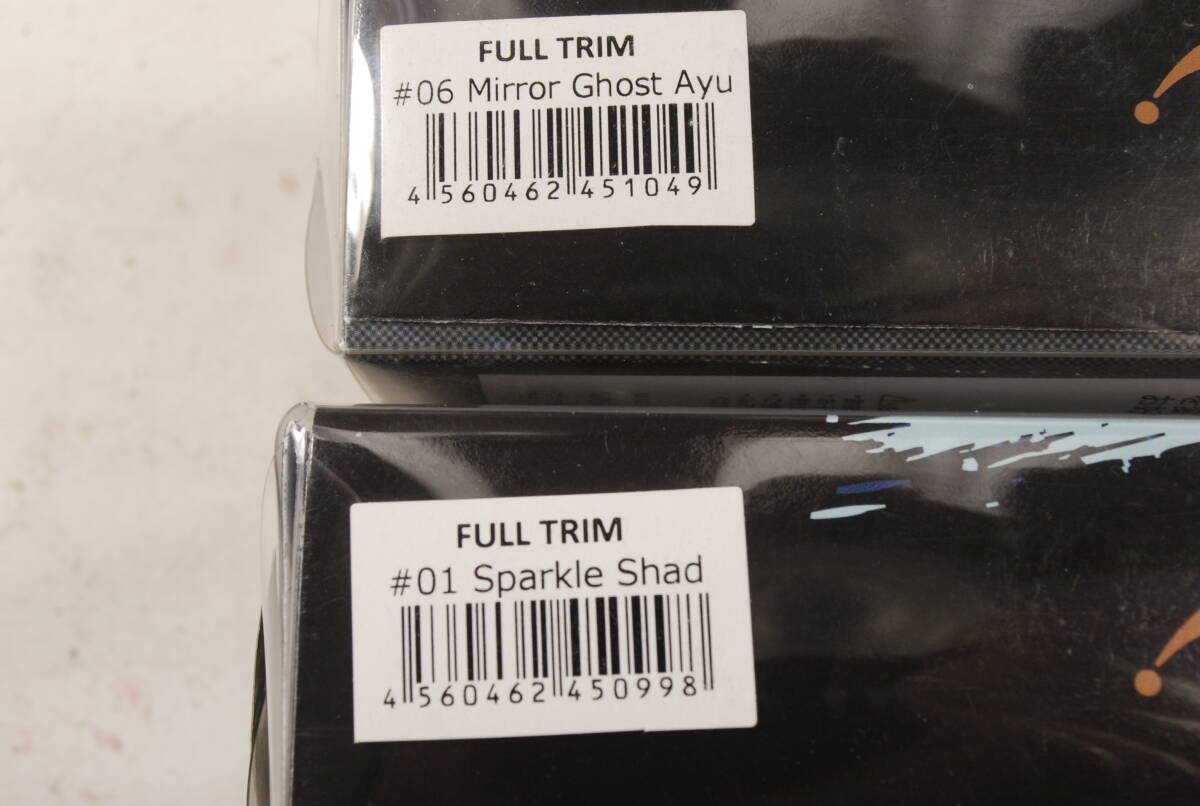 FULL TRIM
#06 Mirror Ghost Ayu
4 560462 451049
FULL TRIM
#01 Sparkle Shad
4 560462 450998